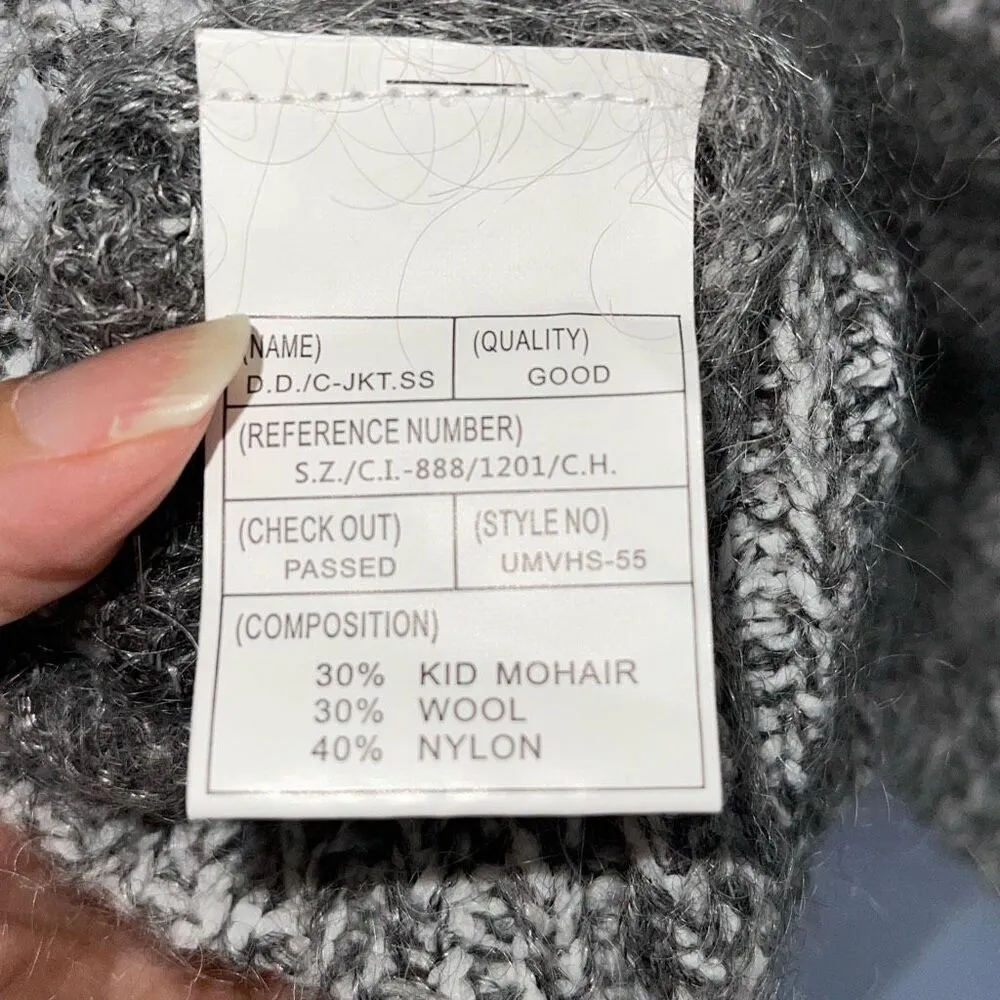 (NAME) (QUALITY)
D.D./C-JKT.SS GOOD
(REFERENCE NUMBER)
S.Z./C.I.-888/1201/C.H.
(CHECK OUT) (STYLE NO)
PASSED UMVHS-55
(COMPOSITION)
30% KID MOHAIR
30% WOOL
40% NYLON